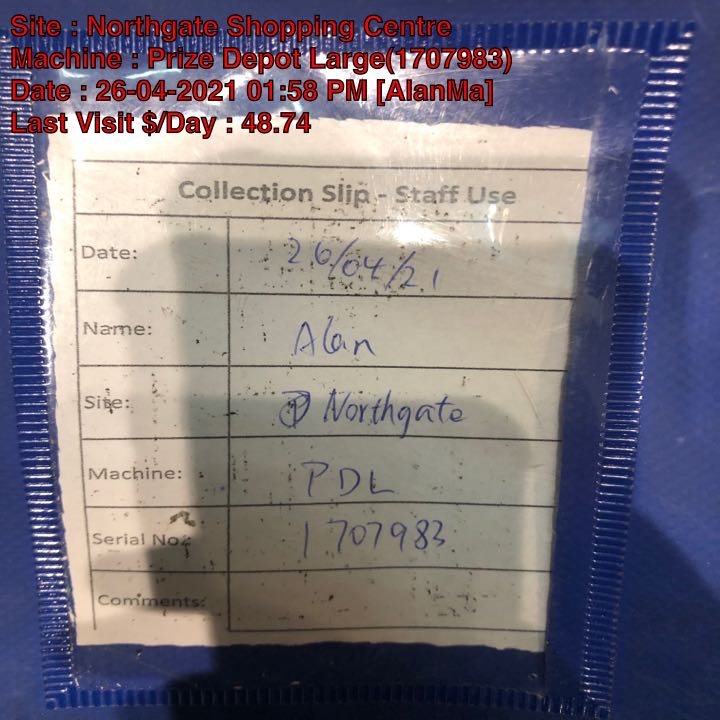 Site : Northgate Shopping Centre
Machine : Prize Depot Large(1707983)
Date : 26-04-2021 01:58 PM [AlanMa]
Last Visit $/Day : 48.74
Collection Slip - Staff Use
Date: 26/04/21
Name: Alan
Site: Northgate
Machine: PDL
Serial No.: 1707983
Comments: